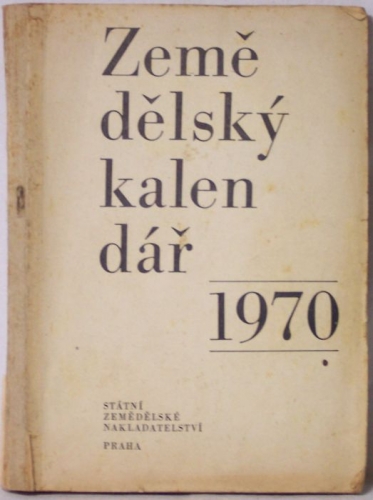 Země
dělský
kalen
dář
1970
STÁTNÍ
ZEMĚDĚLSKÉ
NAKLADATELSTVÍ
PRAHA